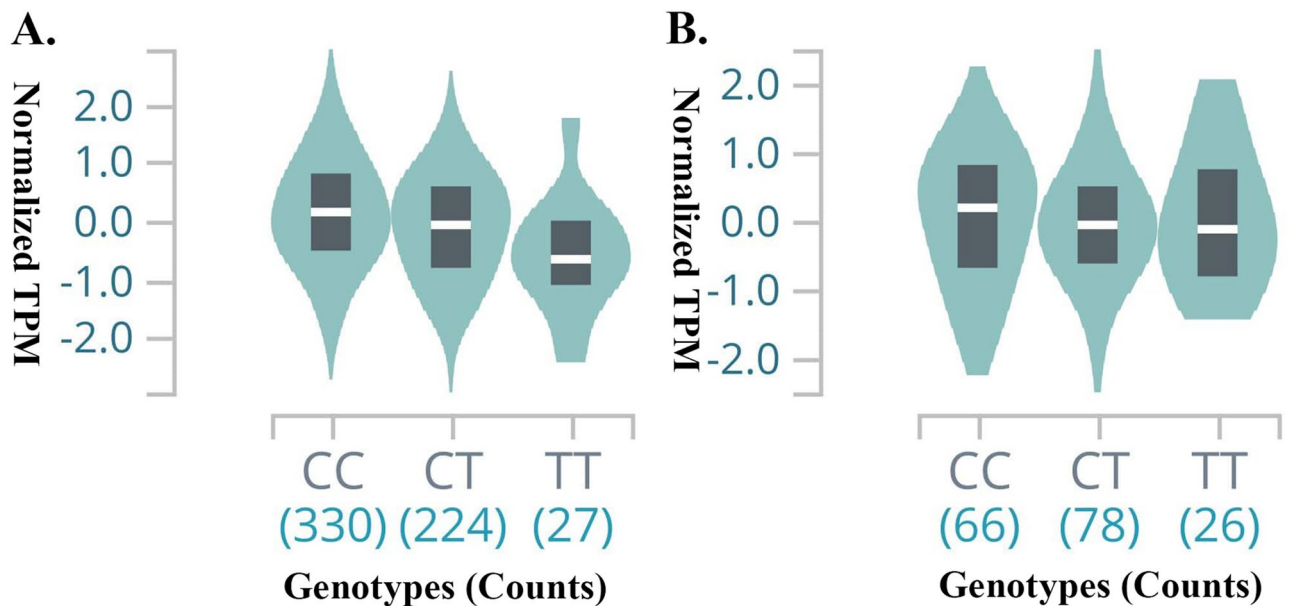 A.
Normalized TPM
2.0
1.0
0.0
-1.0
-2.0
CC CT TT
(330) (224) (27)
Genotypes (Counts)
B.
Normalized TPM
2.0
1.0
0.0
-1.0
-2.0
CC CT TT
(66) (78) (26)
Genotypes (Counts)